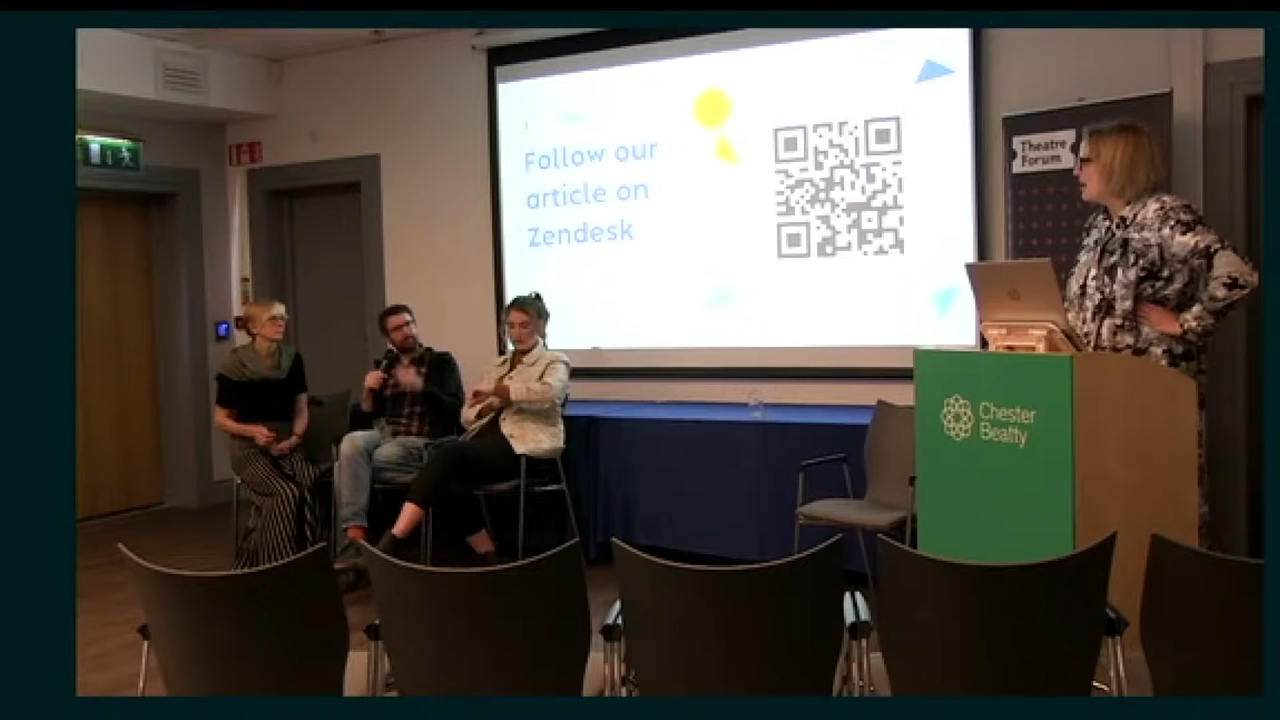 Follow our
article on
Zendesk
Theatre
Forum
Chester
Beatty